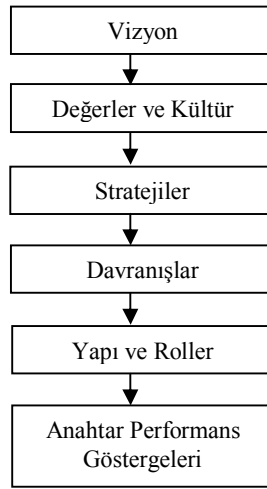 Vizyon
Değerler ve Kültür
Stratejiler
Davranışlar
Yapı ve Roller
Anahtar Performans
Göstergeleri